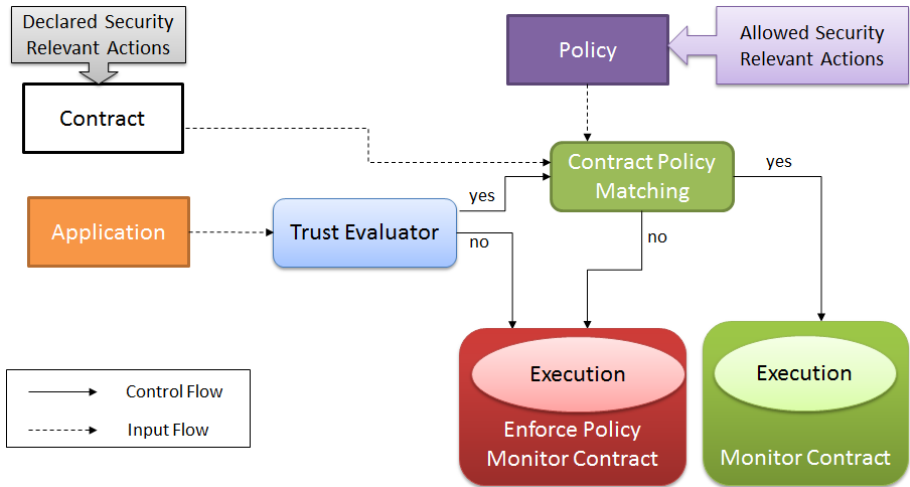 Declared Security
Relevant Actions
Policy
Allowed Security
Relevant Actions
Contract
Contract Policy
Matching
yes
yes
Application
Trust Evaluator
no
no
Execution
Enforce Policy
Monitor Contract
Execution
Monitor Contract
Control Flow
Input Flow